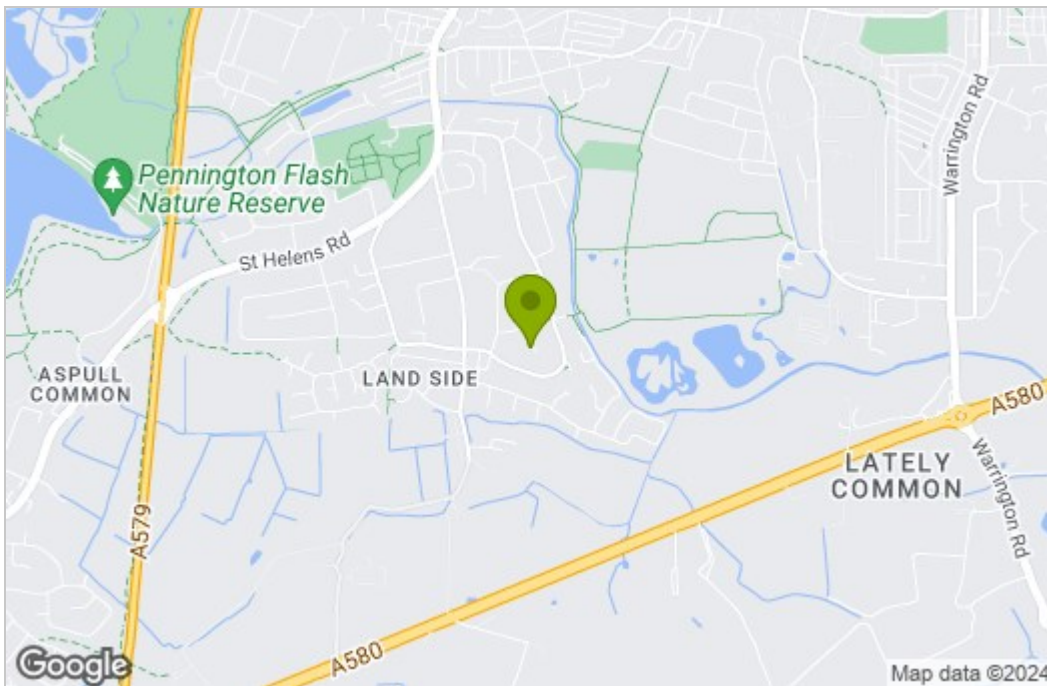 Pennington Flash
Nature Reserve
St Helens Rd
Warrington Rd
ASPULL
COMMON
LAND SIDE
A580
LATELY
COMMON
Warrington Rd
A579
A580
Google
Map data ©2024